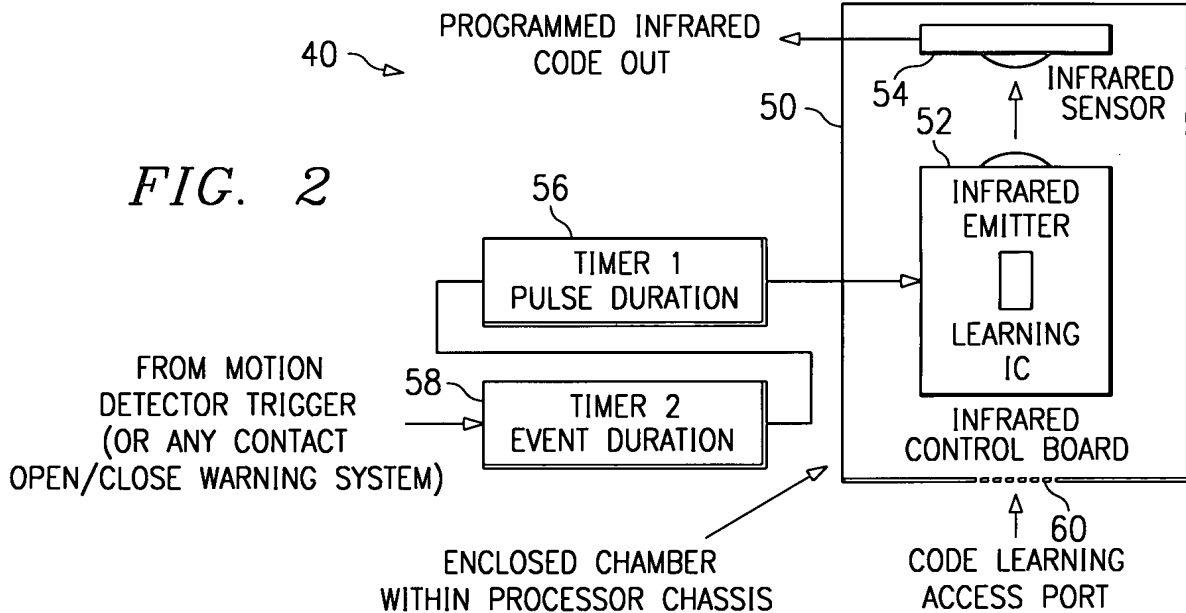 PROGRAMMED INFRARED
CODE OUT
40
54
INFRARED
SENSOR
50
52
FIG. 2
INFRARED
EMITTER
LEARNING
IC
56
TIMER 1
PULSE DURATION
FROM MOTION
DETECTOR TRIGGER
(OR ANY CONTACT
OPEN/CLOSE WARNING SYSTEM)
58
TIMER 2
EVENT DURATION
INFRARED
CONTROL BOARD
60
ENCLOSED CHAMBER
WITHIN PROCESSOR CHASSIS
CODE LEARNING
ACCESS PORT